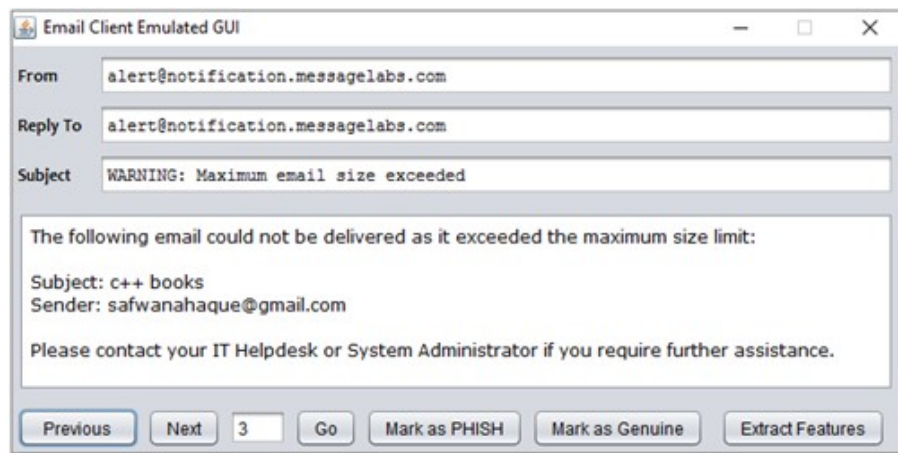 Email Client Emulated GUI
From alert@notification.messagelabs.com
Reply To alert@notification.messagelabs.com
Subject WARNING: Maximum email size exceeded
The following email could not be delivered as it exceeded the maximum size limit:
Subject: c++ books
Sender: safwanahaque@gmail.com
Please contact your IT Helpdesk or System Administrator if you require further assistance.
Previous Next 3 Go Mark as PHISH Mark as Genuine Extract Features